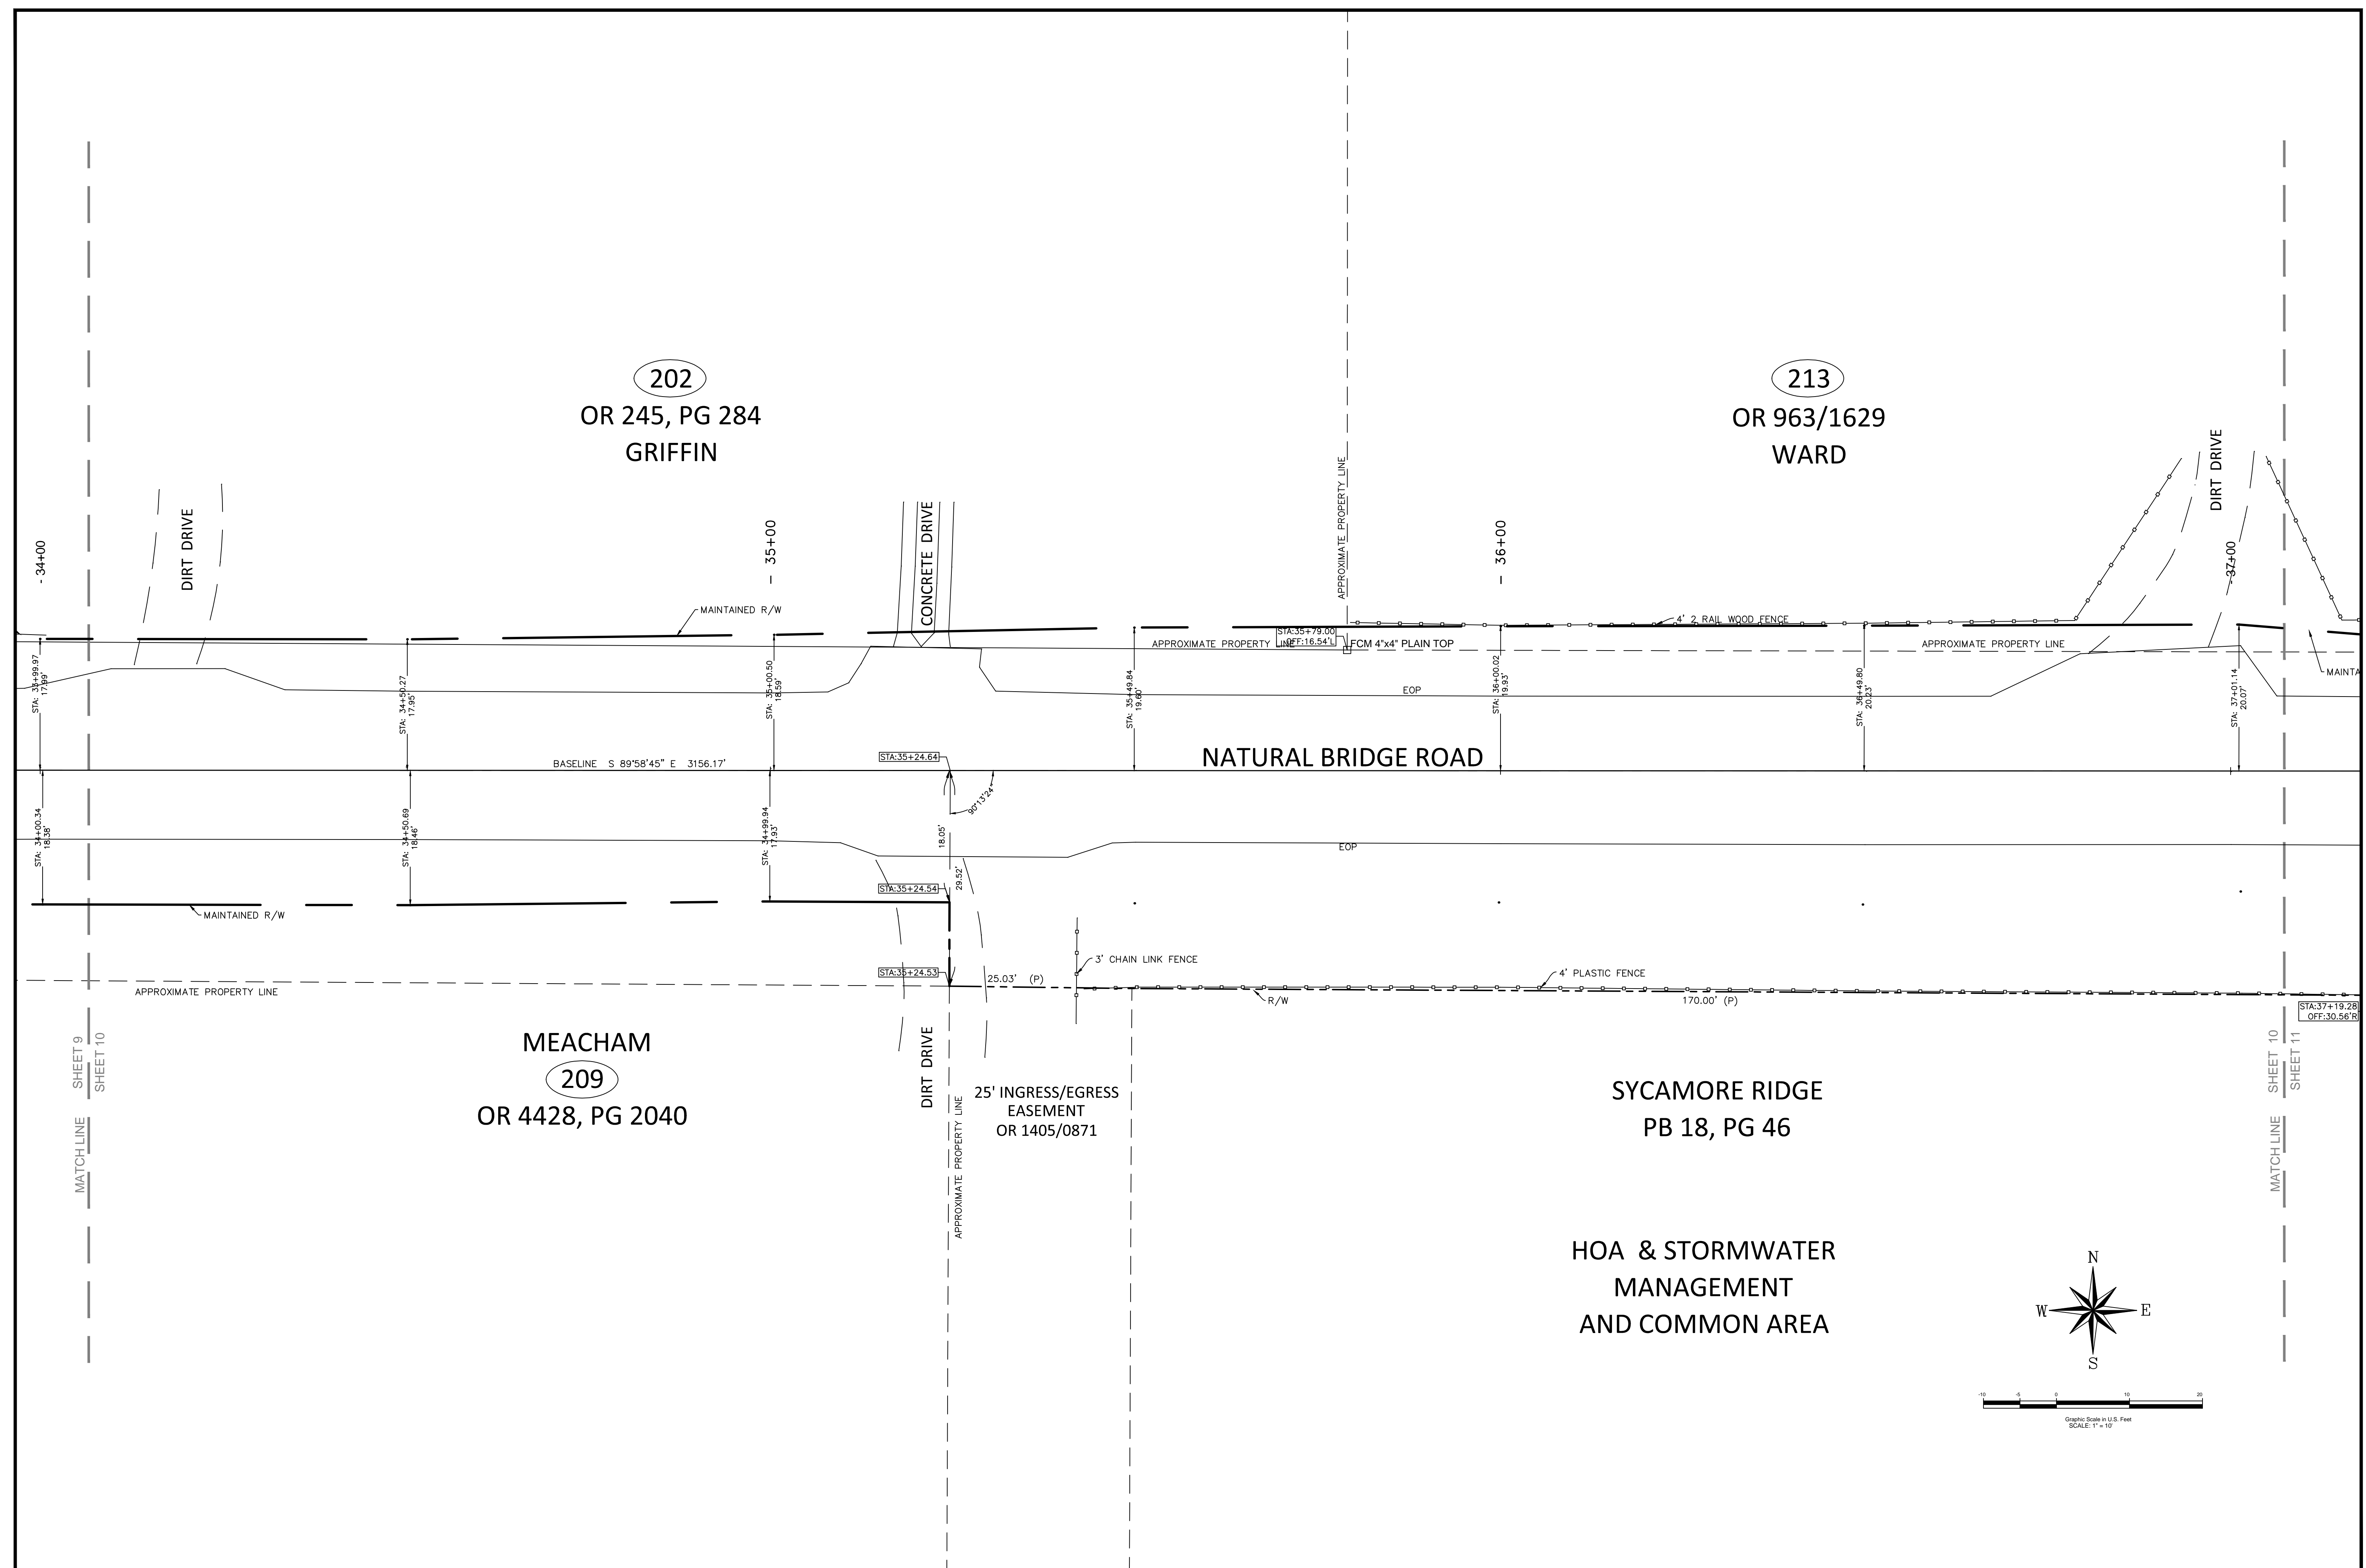 202
OR 245, PG 284
GRIFFIN
213
OR 963/1629
WARD
APPROXIMATE PROPERTY LINE
DIRT DRIVE
DIRT DRIVE
CONCRETE DRIVE
- 34+00
- 35+00
- 36+00
- 37+00
MAINTAINED R/W
4' 2 RAIL WOOD FENCE
STA:35+79.00
OFF:16.54'L
APPROXIMATE PROPERTY LINE
FCM 4"x4" PLAIN TOP
APPROXIMATE PROPERTY LINE
MAINTA
STA: 33+99.97
17.99'
STA: 34+50.27
17.95'
STA: 35+00.50
18.59'
STA: 35+49.84
19.60'
STA: 36+00.02
19.93'
STA: 36+49.80
20.23'
STA: 37+01.14
20.07'
EOP
NATURAL BRIDGE ROAD
BASELINE S 89°58'45" E 3156.17'
STA:35+24.64
90°13'24"
STA: 34+00.34
18.38'
STA: 34+50.69
18.46'
STA: 34+99.94
17.93'
18.05'
29.52'
EOP
STA:35+24.54
MAINTAINED R/W
STA:35+24.53
25.03' (P)
3' CHAIN LINK FENCE
4' PLASTIC FENCE
APPROXIMATE PROPERTY LINE
R/W
170.00' (P)
STA:37+19.28
OFF:30.56'R
MATCH LINE SHEET 9
SHEET 10
MEACHAM
209
OR 4428, PG 2040
DIRT DRIVE
APPROXIMATE PROPERTY LINE
25' INGRESS/EGRESS
EASEMENT
OR 1405/0871
SYCAMORE RIDGE
PB 18, PG 46
MATCH LINE SHEET 10
SHEET 11
HOA & STORMWATER
MANAGEMENT
AND COMMON AREA
N
W
E
S
-10 -5 0 10 20
Graphic Scale in U.S. Feet
SCALE: 1" = 10'